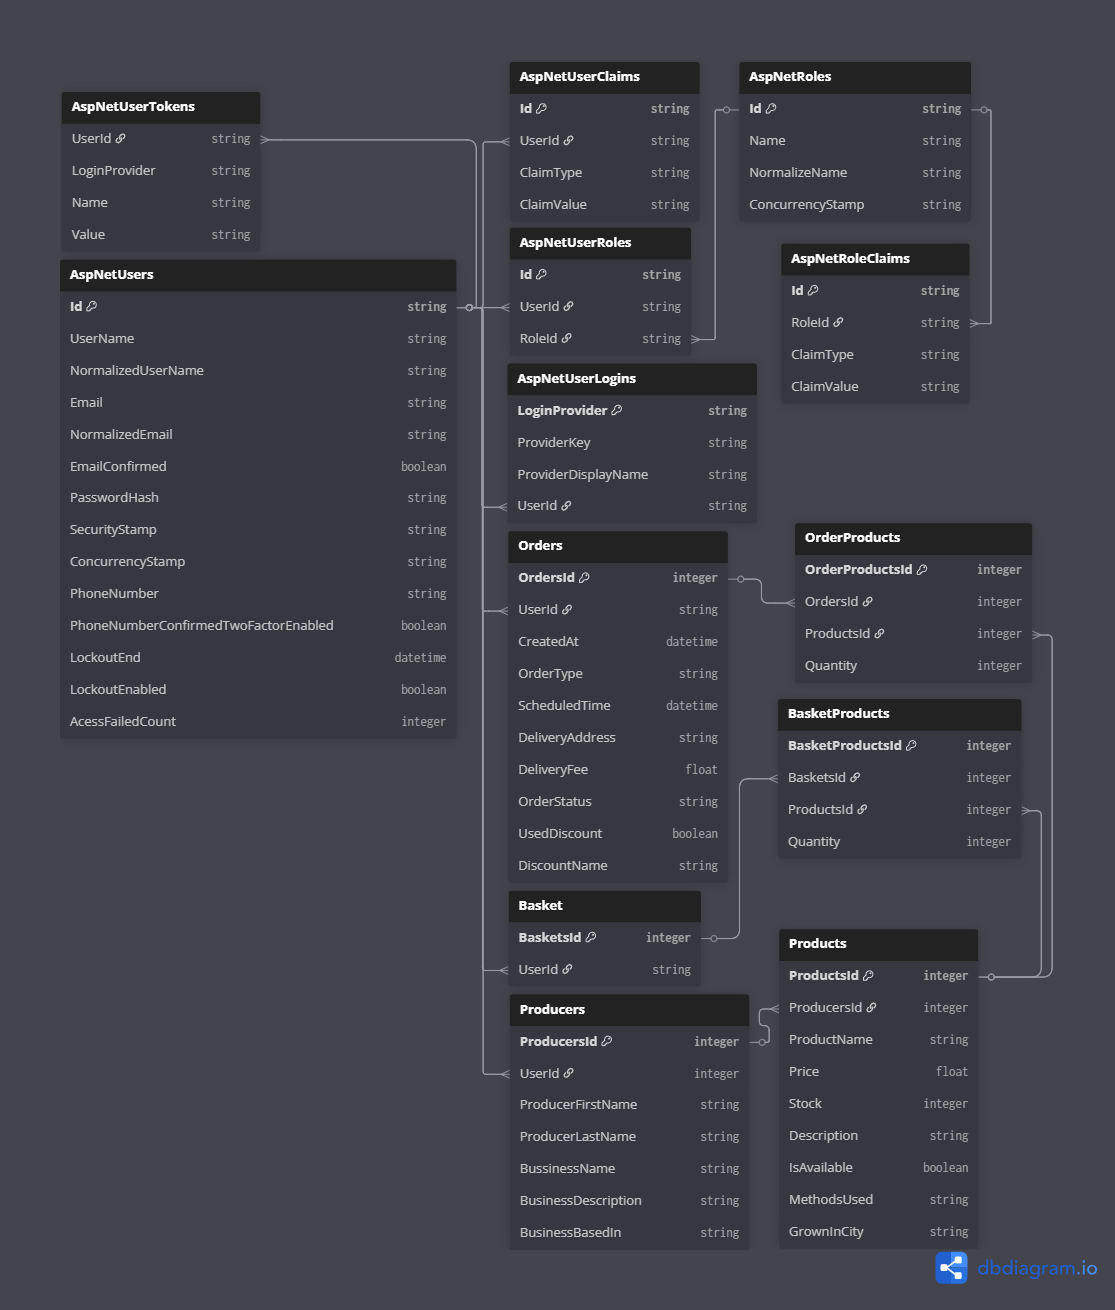 AspNetUserTokens
UserId string
LoginProvider string
Name string
Value string
AspNetUsers
Id string
UserName string
NormalizedUserName string
Email string
NormalizedEmail string
EmailConfirmed boolean
PasswordHash string
SecurityStamp string
ConcurrencyStamp string
PhoneNumber string
PhoneNumberConfirmedTwoFactorEnabled boolean
LockoutEnd datetime
LockoutEnabled boolean
AcessFailedCount integer
AspNetUserClaims
Id string
UserId string
ClaimType string
ClaimValue string
AspNetUserRoles
Id string
UserId string
RoleId string
AspNetUserLogins
LoginProvider string
ProviderKey string
ProviderDisplayName string
UserId string
Orders
OrdersId integer
UserId string
CreatedAt datetime
OrderType string
ScheduledTime datetime
DeliveryAddress string
DeliveryFee float
OrderStatus string
UsedDiscount boolean
DiscountName string
Basket
BasketsId integer
UserId string
Producers
ProducersId integer
UserId integer
ProducerFirstName string
ProducerLastName string
BussinessName string
BusinessDescription string
BusinessBasedIn string
AspNetRoles
Id string
Name string
NormalizeName string
ConcurrencyStamp string
AspNetRoleClaims
Id string
RoleId string
ClaimType string
ClaimValue string
OrderProducts
OrderProductsId integer
OrdersId integer
ProductsId integer
Quantity integer
BasketProducts
BasketProductsId integer
BasketsId integer
ProductsId integer
Quantity integer
Products
ProductsId integer
ProducersId integer
ProductName string
Price float
Stock integer
Description string
IsAvailable boolean
MethodsUsed string
GrownInCity string
dbdiagram.io